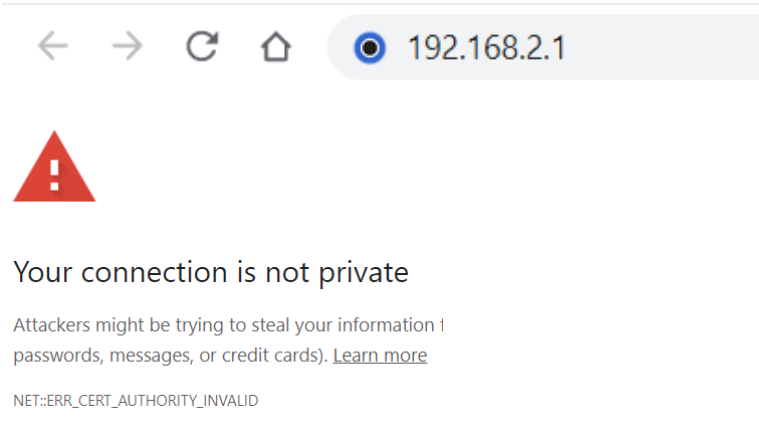 192.168.2.1
Your connection is not private
Attackers might be trying to steal your information
passwords, messages, or credit cards). Learn more
NET::ERR_CERT_AUTHORITY_INVALID